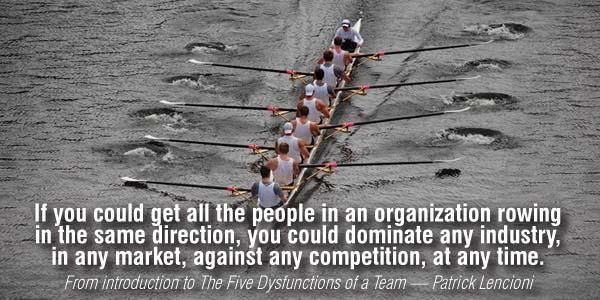 If you could get all the people in an organization rowing
in the same direction, you could dominate any industry,
in any market, against any competition, at any time.
From introduction to The Five Dysfunctions of a Team — Patrick Lencioni